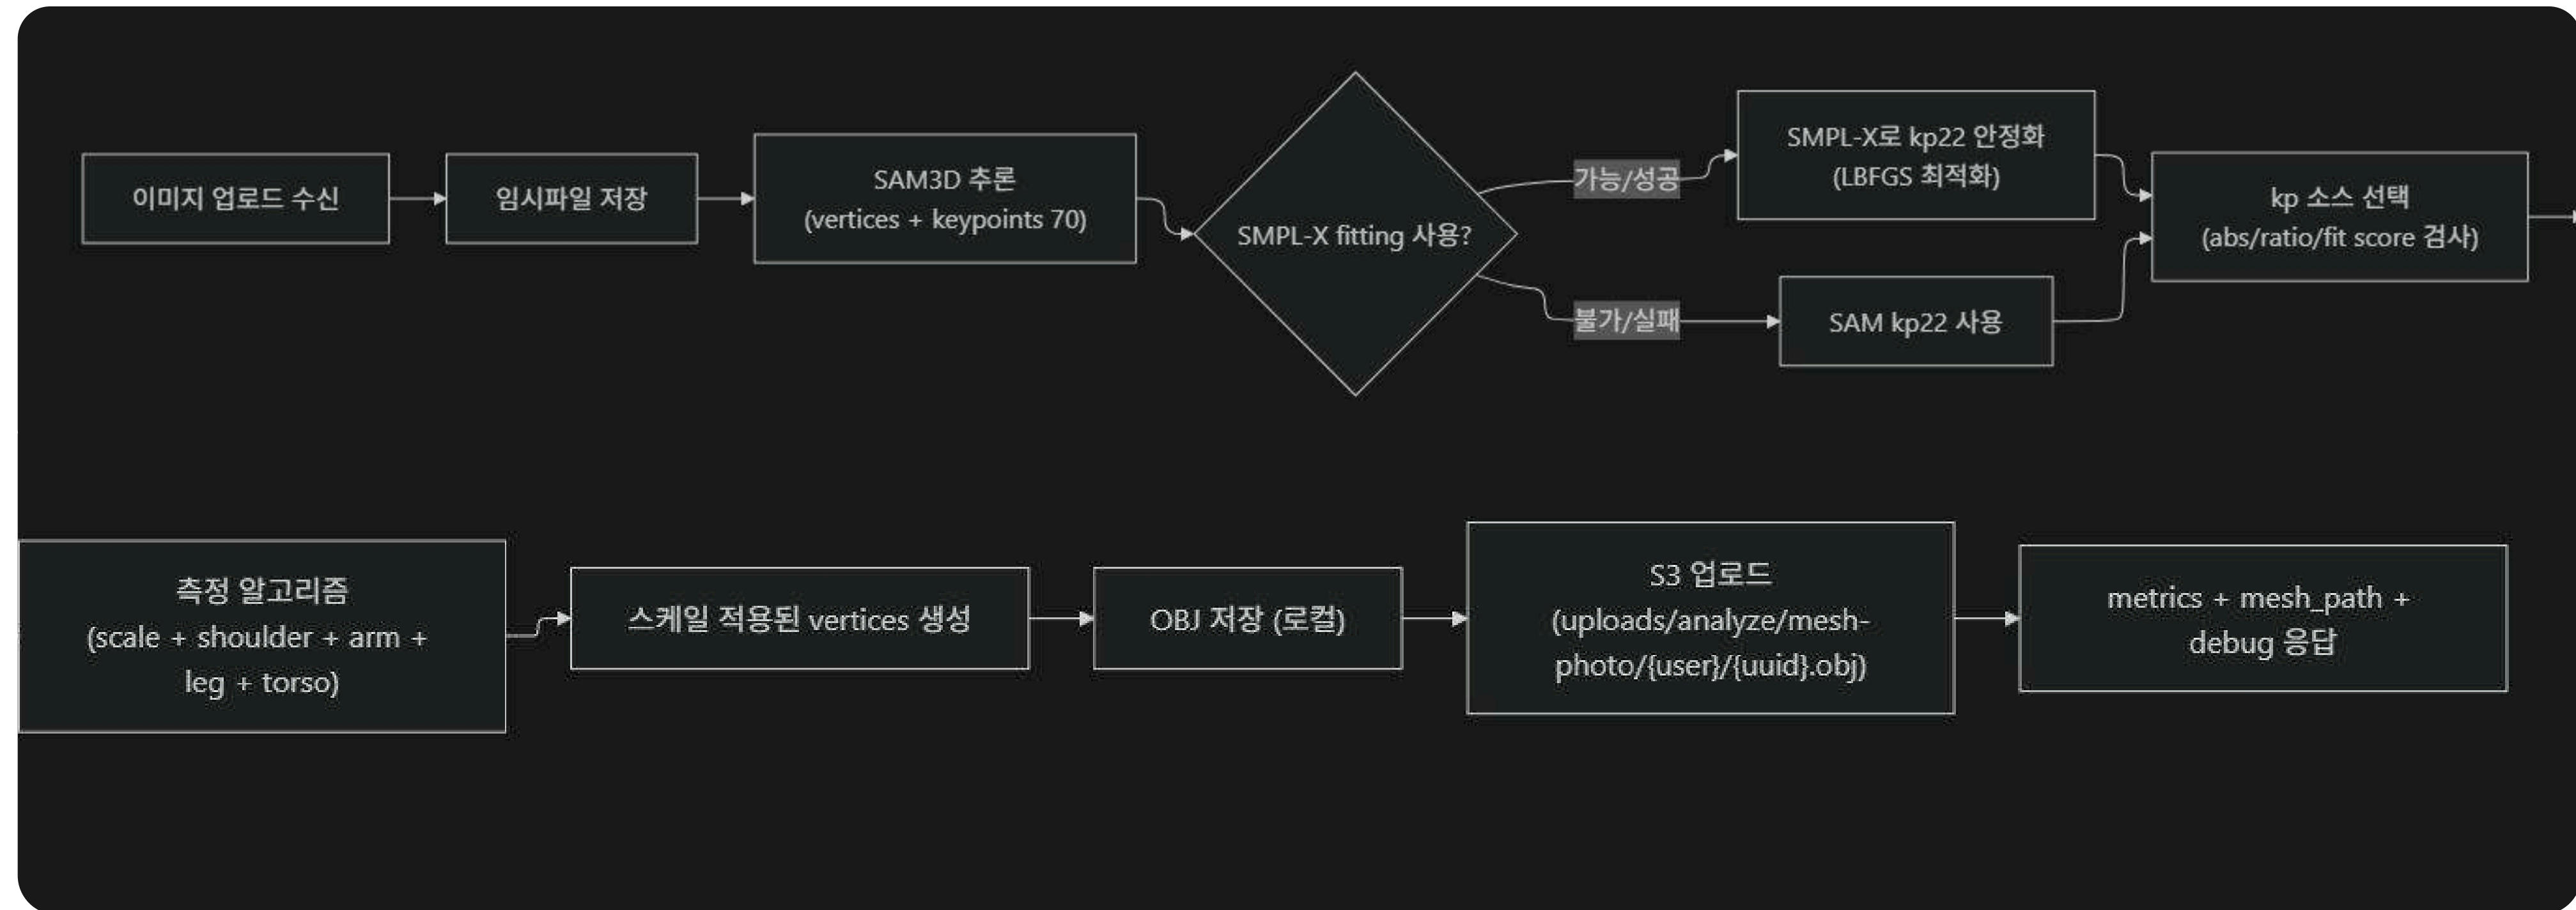 이미지 업로드 수신
임시파일 저장
SAM3D 추론
(vertices + keypoints 70)
SMPL-X fitting 사용?
가능/성공
SMPL-X로 kp22 안정화
(LBFGS 최적화)
불가/실패
SAM kp22 사용
kp 소스 선택
(abs/ratio/fit score 검사)
측정 알고리즘
(scale + shoulder + arm +
leg + torso)
스케일 적용된 vertices 생성
OBJ 저장 (로컬)
S3 업로드
(uploads/analyze/mesh-
photo/{user}/{uuid}.obj)
metrics + mesh_path +
debug 응답